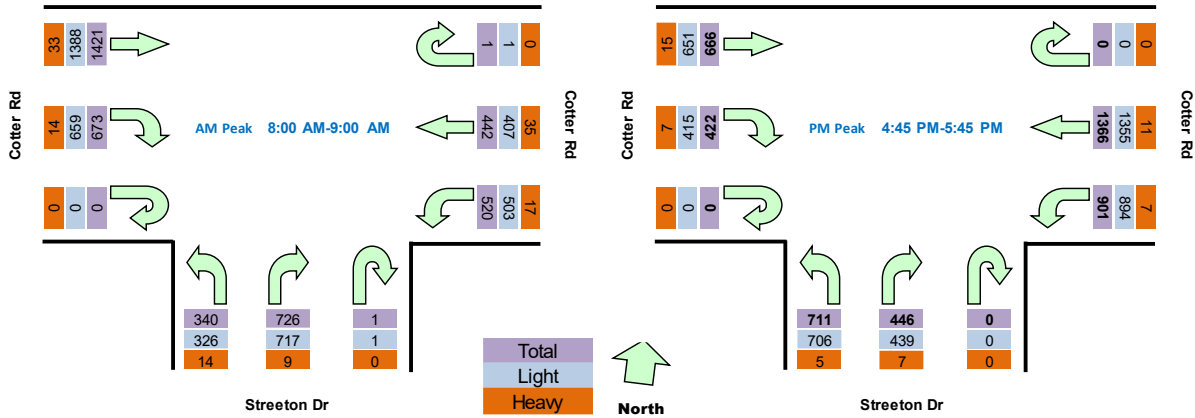 33 1388 1421
1 1 0
Cotter Rd
14 659 673
AM Peak 8:00 AM-9:00 AM
442 407 35
Cotter Rd
0 0 0
520 503 17
340 726 1
326 717 1
14 9 0
Streeton Dr
Total
Light
Heavy
North
15 651 666
0 0 0
Cotter Rd
7 415 422
PM Peak 4:45 PM-5:45 PM
1366 1355 11
Cotter Rd
0 0 0
901 894 7
711 446 0
706 439 0
5 7 0
Streeton Dr